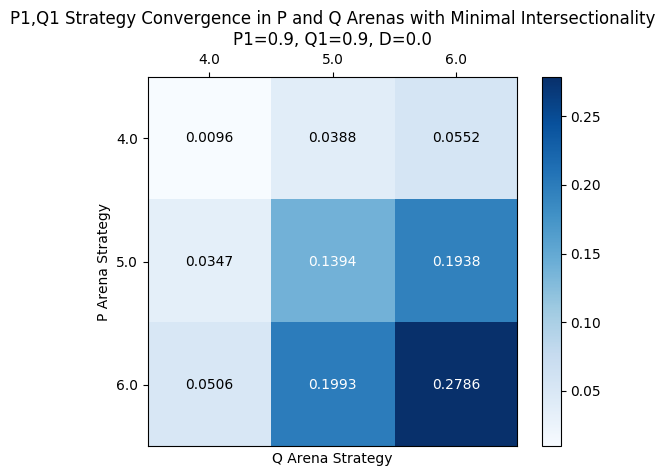 P1,Q1 Strategy Convergence in P and Q Arenas with Minimal Intersectionality
P1=0.9, Q1=0.9, D=0.0
4.0 5.0 6.0
4.0 0.0096 0.0388 0.0552
5.0 0.0347 0.1394 0.1938
6.0 0.0506 0.1993 0.2786
P Arena Strategy
Q Arena Strategy
0.25
0.20
0.15
0.10
0.05